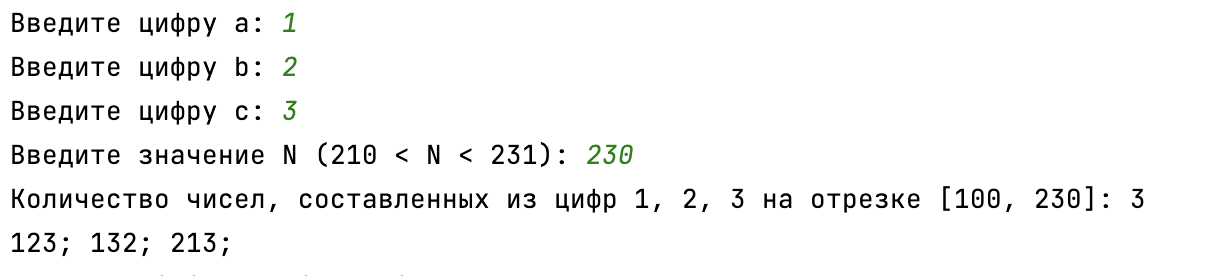 Введите цифру a: 1
Введите цифру b: 2
Введите цифру c: 3
Введите значение N (210 < N < 231): 230
Количество чисел, составленных из цифр 1, 2, 3 на отрезке [100, 230]: 3
123; 132; 213;